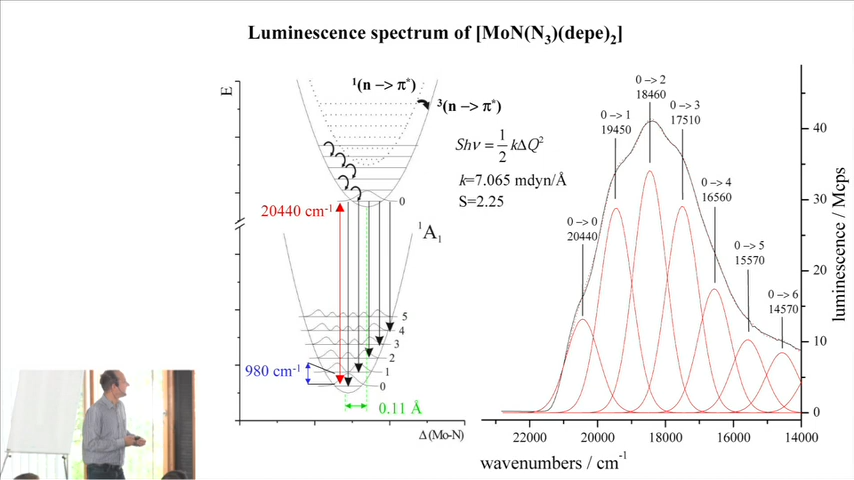 Luminescence spectrum of [MoN(N3)(depe)2]
E
1(n –> π*)
3(n –> π*)
Shν = 1/2 kΔQ2
k=7.065 mdyn/Å
S=2.25
0
20440 cm-1
1A1
5
4
3
2
1
0
980 cm-1
0.11 Å
Δ(Mo-N)
0 –> 0
20440
0 –> 1
19450
0 –> 2
18460
0 –> 3
17510
0 –> 4
16560
0 –> 5
15570
0 –> 6
14570
40
30
20
10
0
luminescence / Mcps
22000 20000 18000 16000 14000
wavenumbers / cm-1